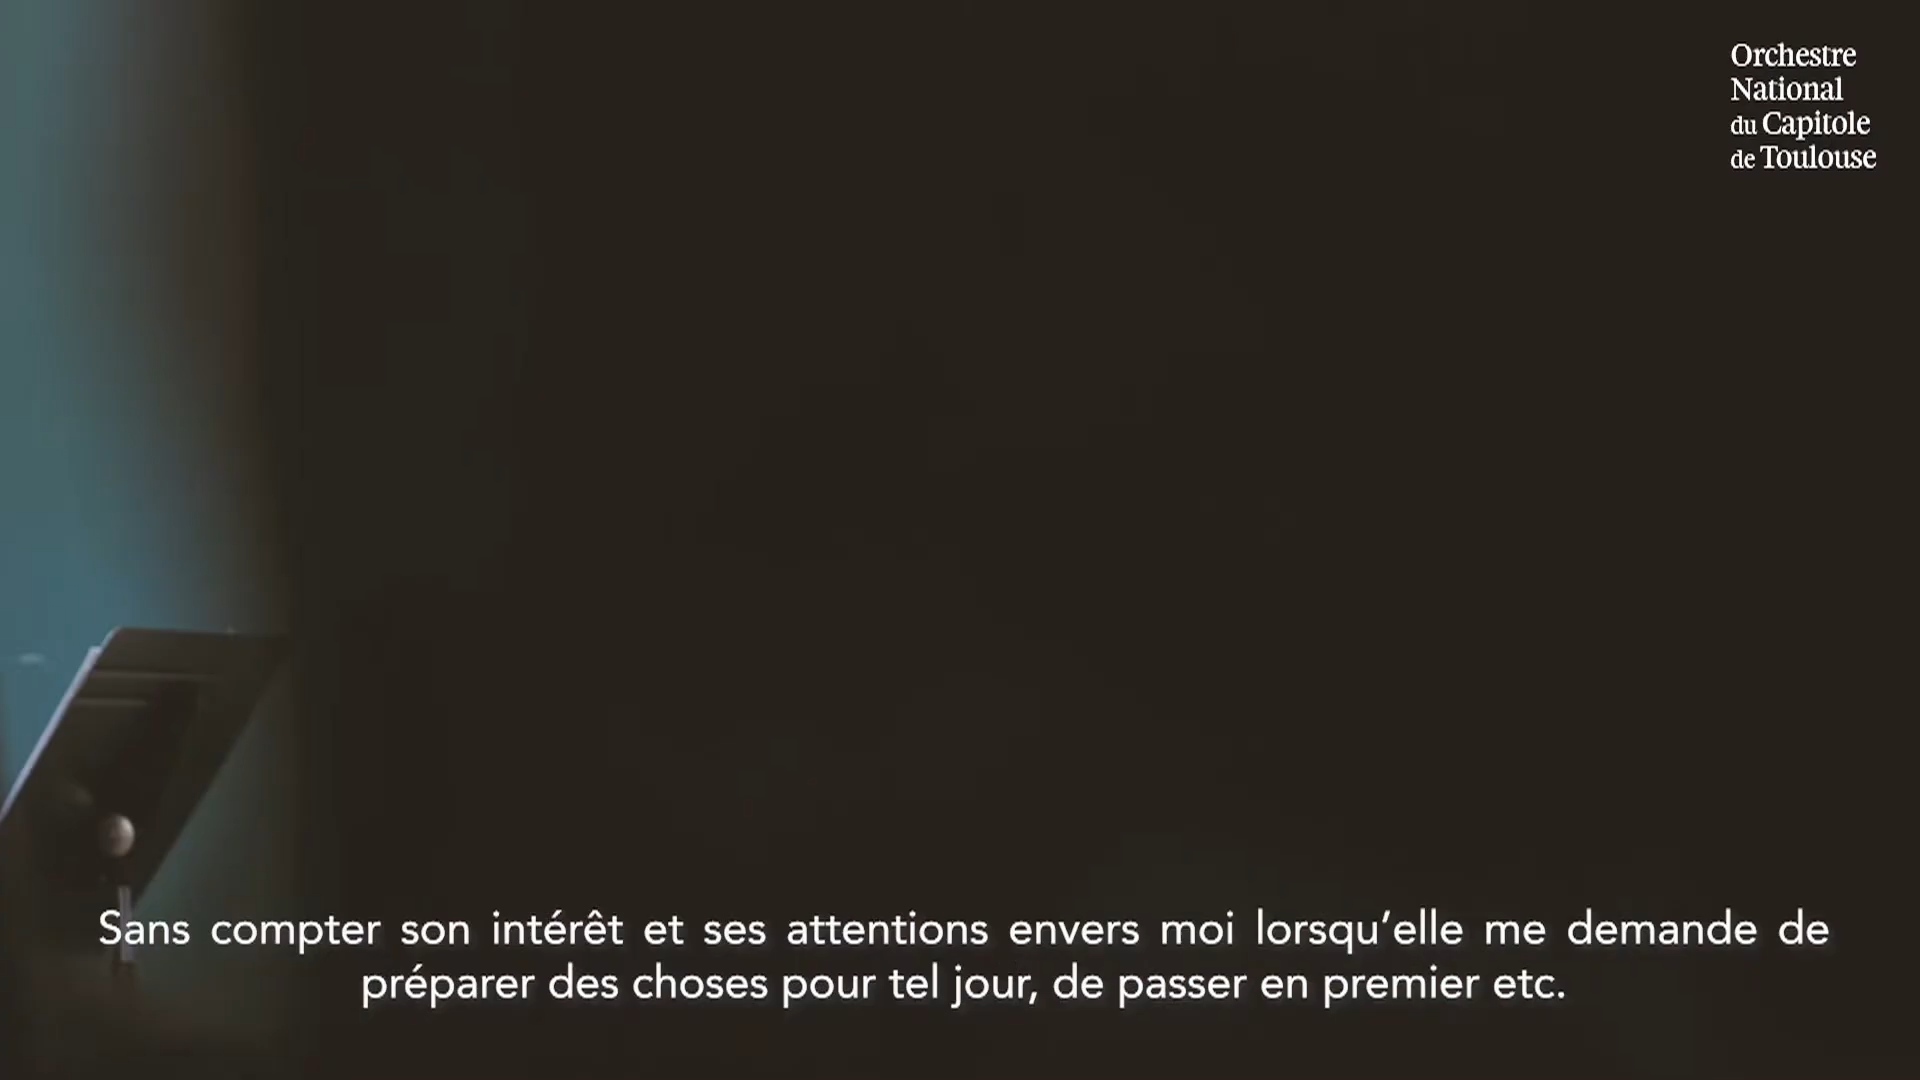 Orchestre
National
du Capitole
de Toulouse
Sans compter son intérêt et ses attentions envers moi lorsqu’elle me demande de
préparer des choses pour tel jour, de passer en premier etc.